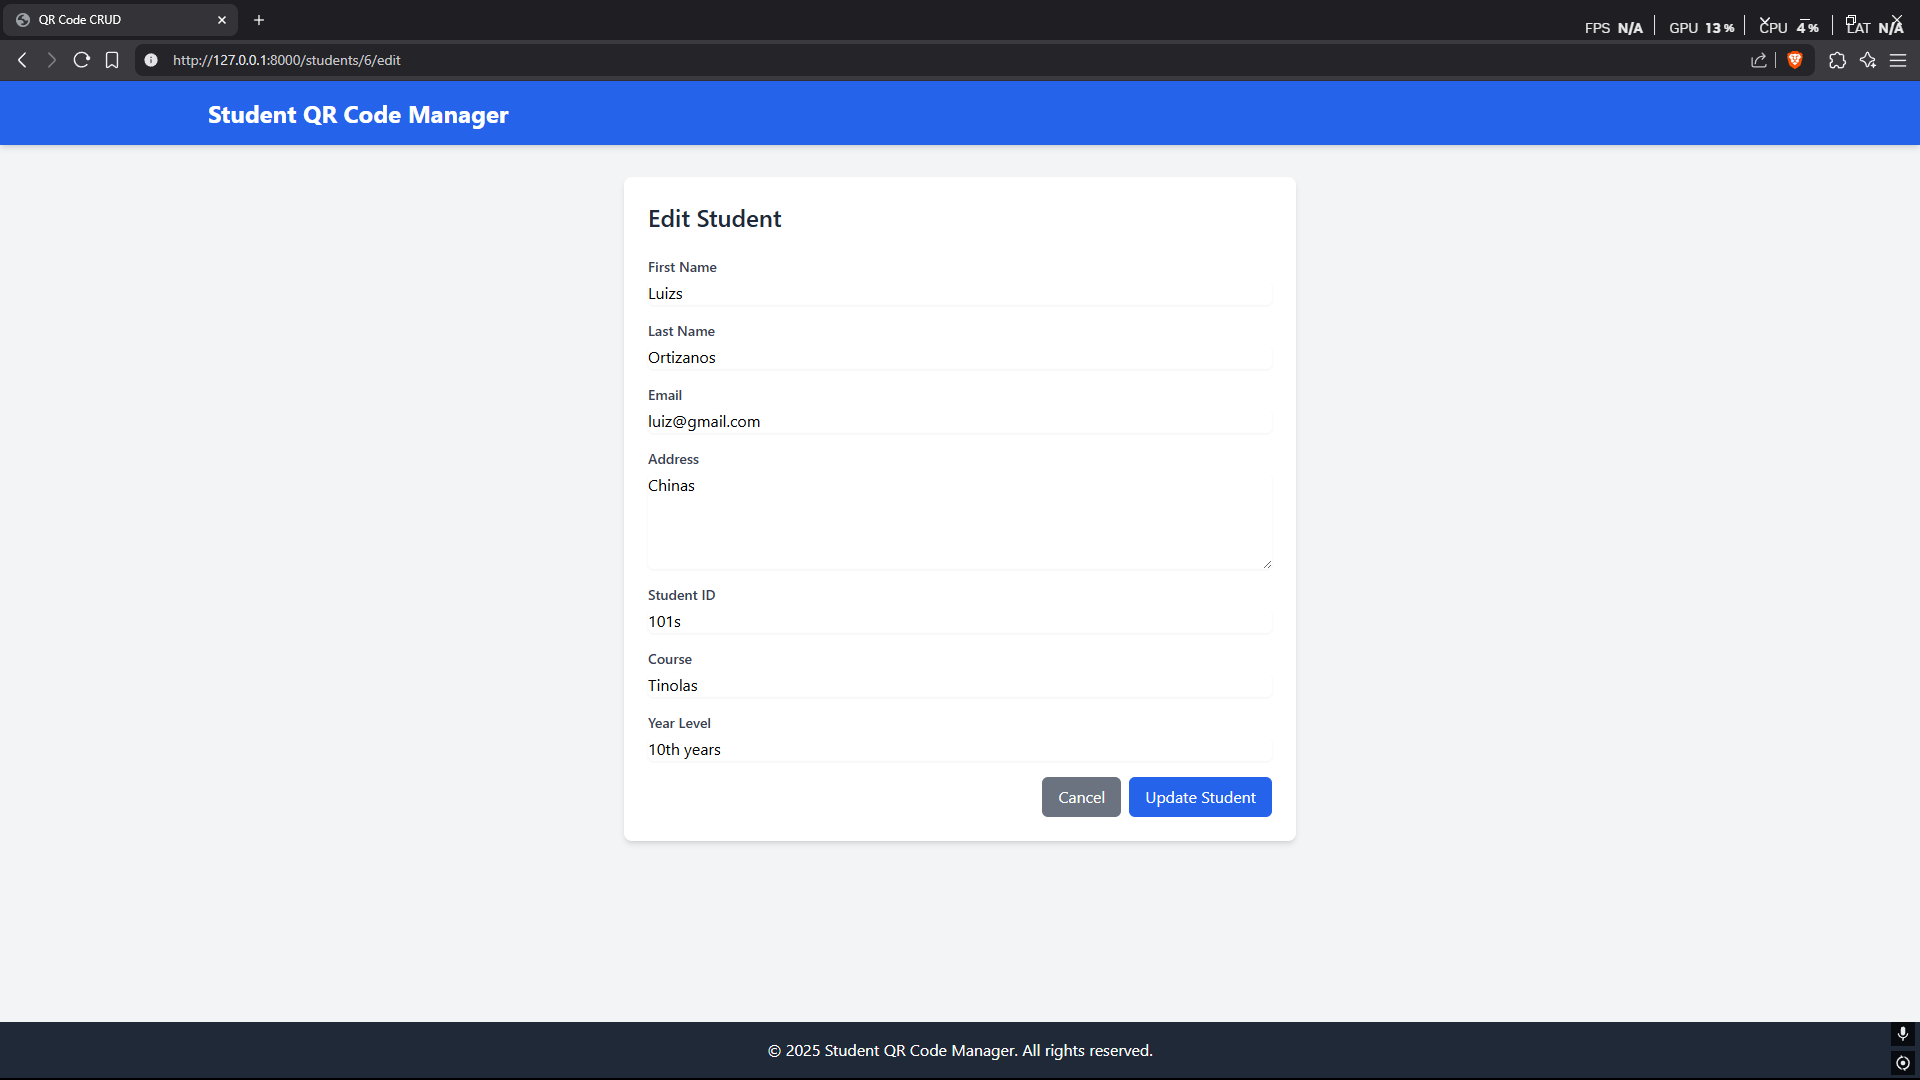 QR Code CRUD
FPS N/A GPU 13 % CPU 4 % LAT N/A
http://127.0.0.1:8000/students/6/edit
Student QR Code Manager
Edit Student
First Name
Luizs
Last Name
Ortizanos
Email
luiz@gmail.com
Address
Chinas
Student ID
101s
Course
Tinolas
Year Level
10th years
Cancel Update Student
© 2025 Student QR Code Manager. All rights reserved.